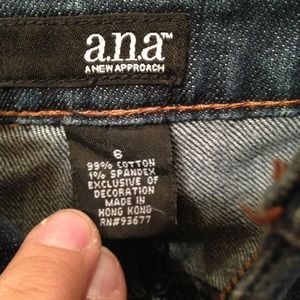 a.n.a™
A NEW APPROACH
6
99% COTTON
1% SPANDEX
EXCLUSIVE OF
DECORATION
MADE IN
HONG KONG
RN#93677